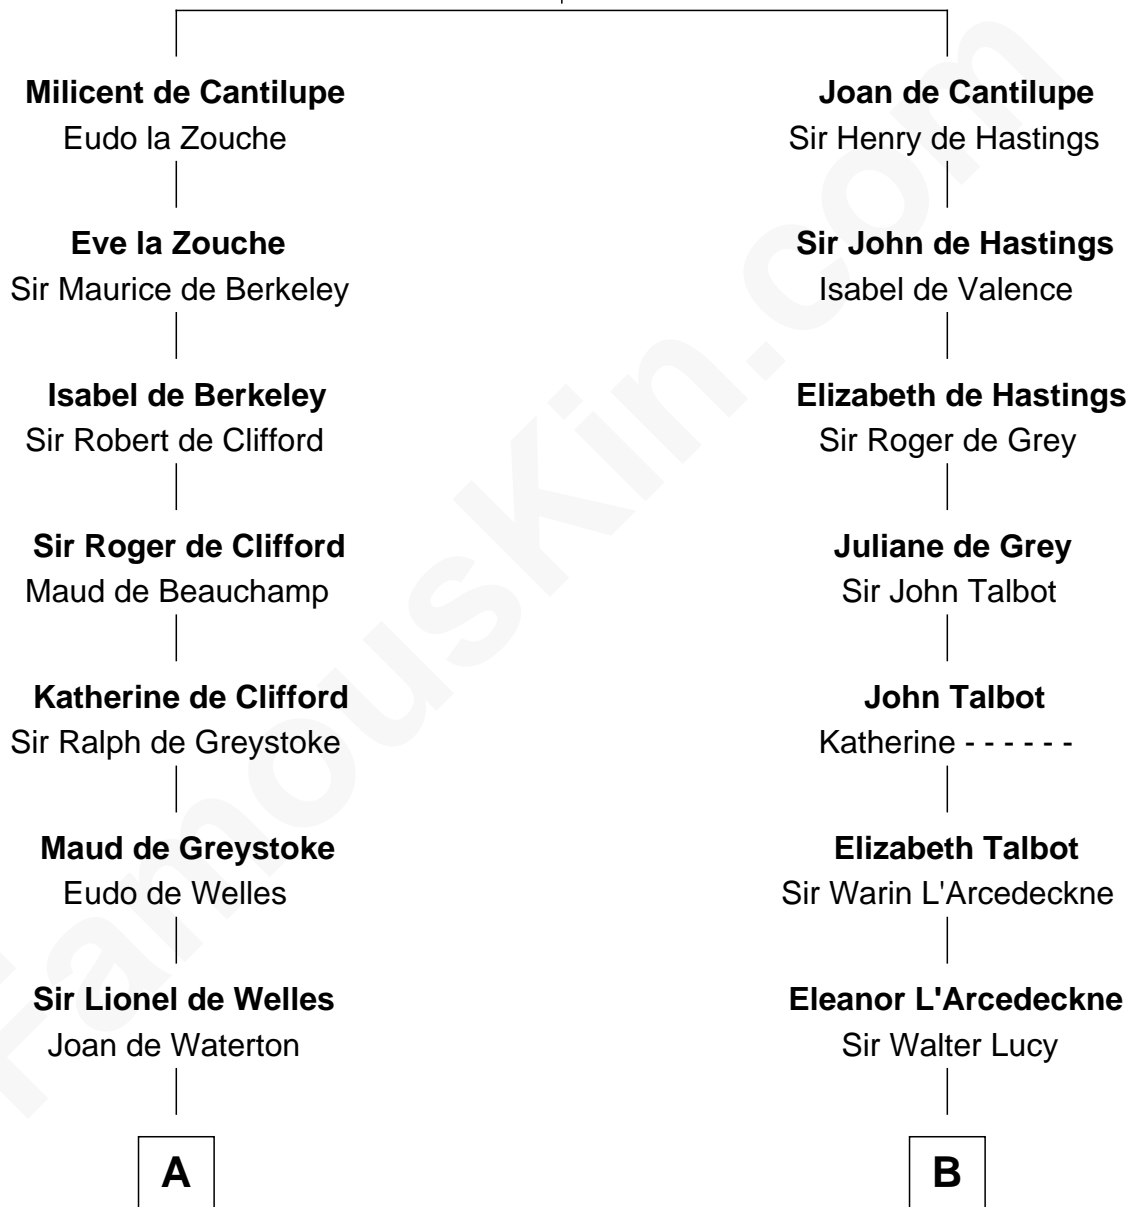 Milicent de Cantilupe
Eudo la Zouche
Eve la Zouche
Sir Maurice de Berkeley
Isabel de Berkeley
Sir Robert de Clifford
Sir Roger de Clifford
Maud de Beauchamp
Katherine de Clifford
Sir Ralph de Greystoke
Maud de Greystoke
Eudo de Welles
Sir Lionel de Welles
Joan de Waterton
A
Joan de Cantilupe
Sir Henry de Hastings
Sir John de Hastings
Isabel de Valence
Elizabeth de Hastings
Sir Roger de Grey
Juliane de Grey
Sir John Talbot
John Talbot
Katherine - - - - - -
Elizabeth Talbot
Sir Warin L'Arcedeckne
Eleanor L'Arcedeckne
Sir Walter Lucy
B
FamousKin.com